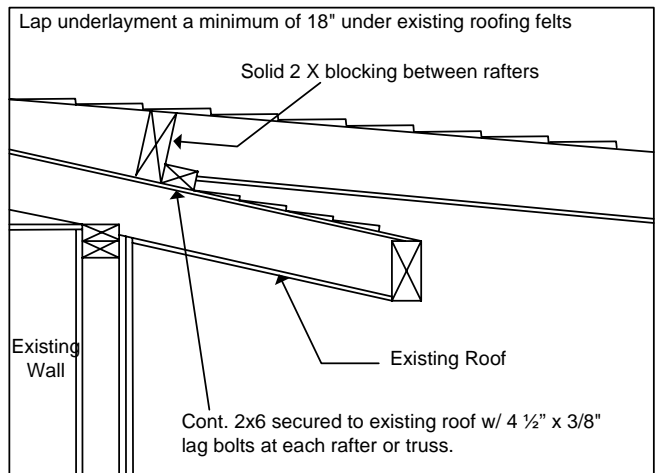 Lap underlayment a minimum of 18" under existing roofing felts
Solid 2 X blocking between rafters
Existing
Wall
Existing Roof
Cont. 2x6 secured to existing roof w/ 4 ½” x 3/8"
lag bolts at each rafter or truss.